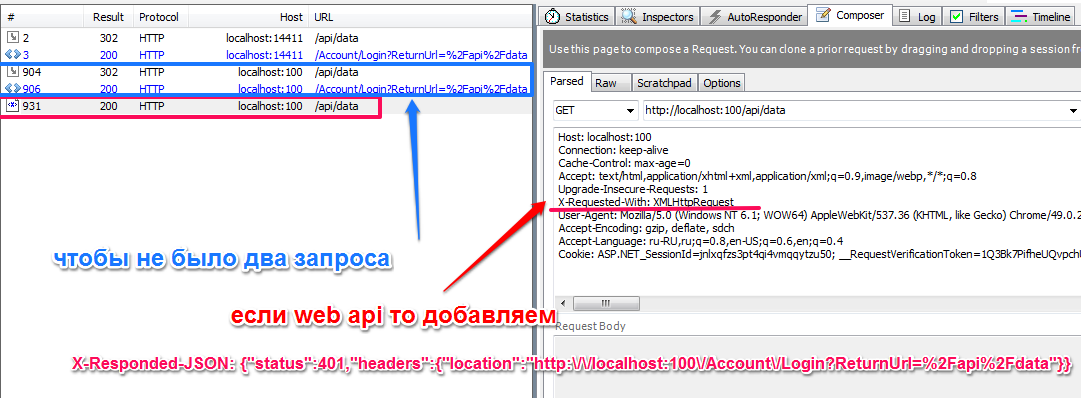 # Result Protocol Host URL
2 302 HTTP localhost:14411 /api/data
3 200 HTTP localhost:14411 /Account/Login?ReturnUrl=%2Fapi%2Fdata
904 302 HTTP localhost:100 /api/data
906 200 HTTP localhost:100 /Account/Login?ReturnUrl=%2Fapi%2Fdata
931 200 HTTP localhost:100 /api/data
чтобы не было два запроса
если web api то добавляем
X-Responded-JSON: {"status":401,"headers":{"location":"http:\/\/localhost:100\/Account\/Login?ReturnUrl=%2Fapi%2Fdata"}}
Statistics Inspectors AutoResponder Composer Log Filters Timeline
Use this page to compose a Request. You can clone a prior request by dragging and dropping a session fr
Parsed Raw Scratchpad Options
GET http://localhost:100/api/data
Host: localhost:100
Connection: keep-alive
Cache-Control: max-age=0
Accept: text/html,application/xhtml+xml,application/xml;q=0.9,image/webp,*/*;q=0.8
Upgrade-Insecure-Requests: 1
X-Requested-With: XMLHttpRequest
User-Agent: Mozilla/5.0 (Windows NT 6.1; WOW64) AppleWebKit/537.36 (KHTML, like Gecko) Chrome/49.0.2
Accept-Encoding: gzip, deflate, sdch
Accept-Language: ru-RU,ru;q=0.8,en-US;q=0.6,en;q=0.4
Cookie: ASP.NET_SessionId=jnlxqfzs3pt4qi4vmqqytzu50; __RequestVerificationToken=1Q3Bk7PifheUQvpchU
Request Body